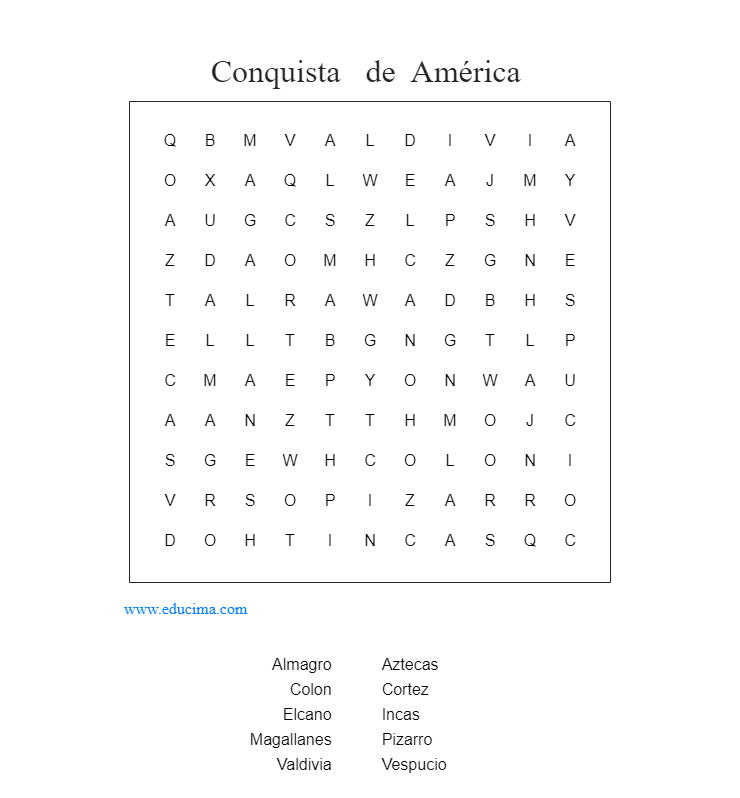 Conquista de América
Q B M V A L D I V I A
O X A Q L W E A J M Y
A U G C S Z L P S H V
Z D A O M H C Z G N E
T A L R A W A D B H S
E L L T B G N G T L P
C M A E P Y O N W A U
A A N Z T T H M O J C
S G E W H C O L O N I
V R S O P I Z A R R O
D O H T I N C A S Q C
www.educima.com
Almagro Aztecas
Colon Cortez
Elcano Incas
Magallanes Pizarro
Valdivia Vespucio